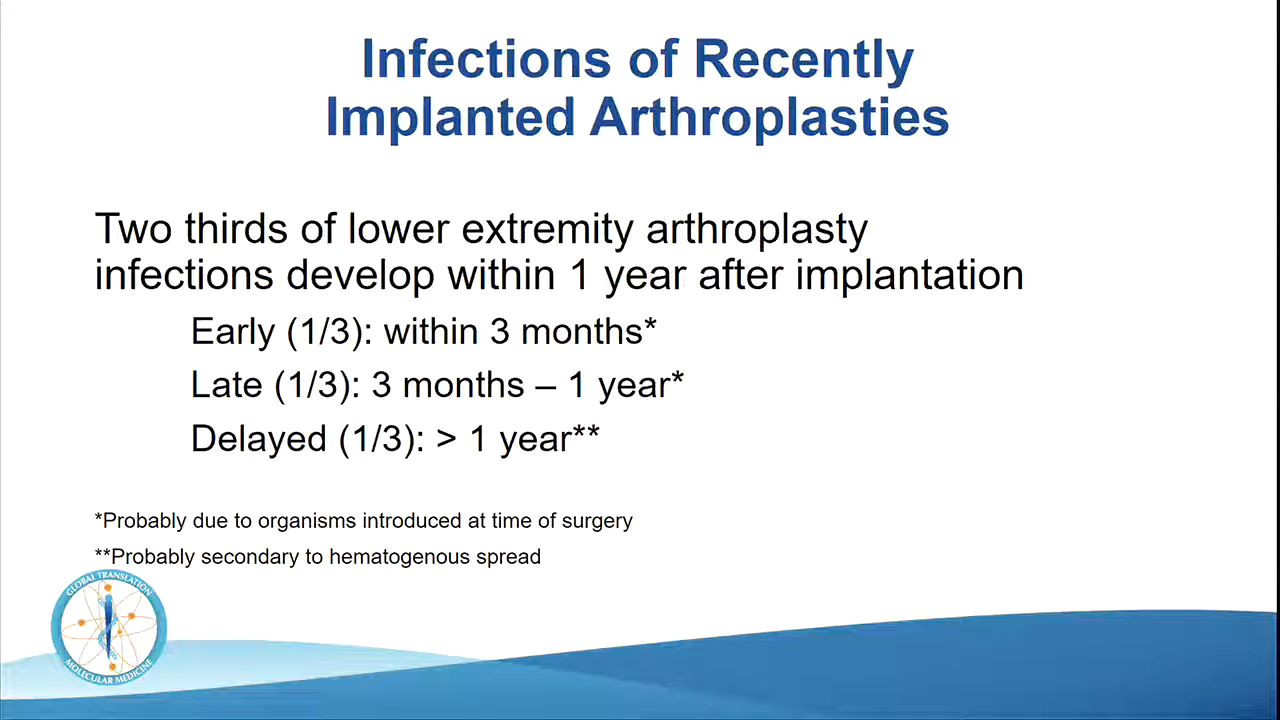 Infections of Recently
Implanted Arthroplasties
Two thirds of lower extremity arthroplasty
infections develop within 1 year after implantation
Early (1/3): within 3 months*
Late (1/3): 3 months – 1 year*
Delayed (1/3): > 1 year**
*Probably due to organisms introduced at time of surgery
**Probably secondary to hematogenous spread
GLOBAL TRANSLATION
MOLECULAR MEDICINE